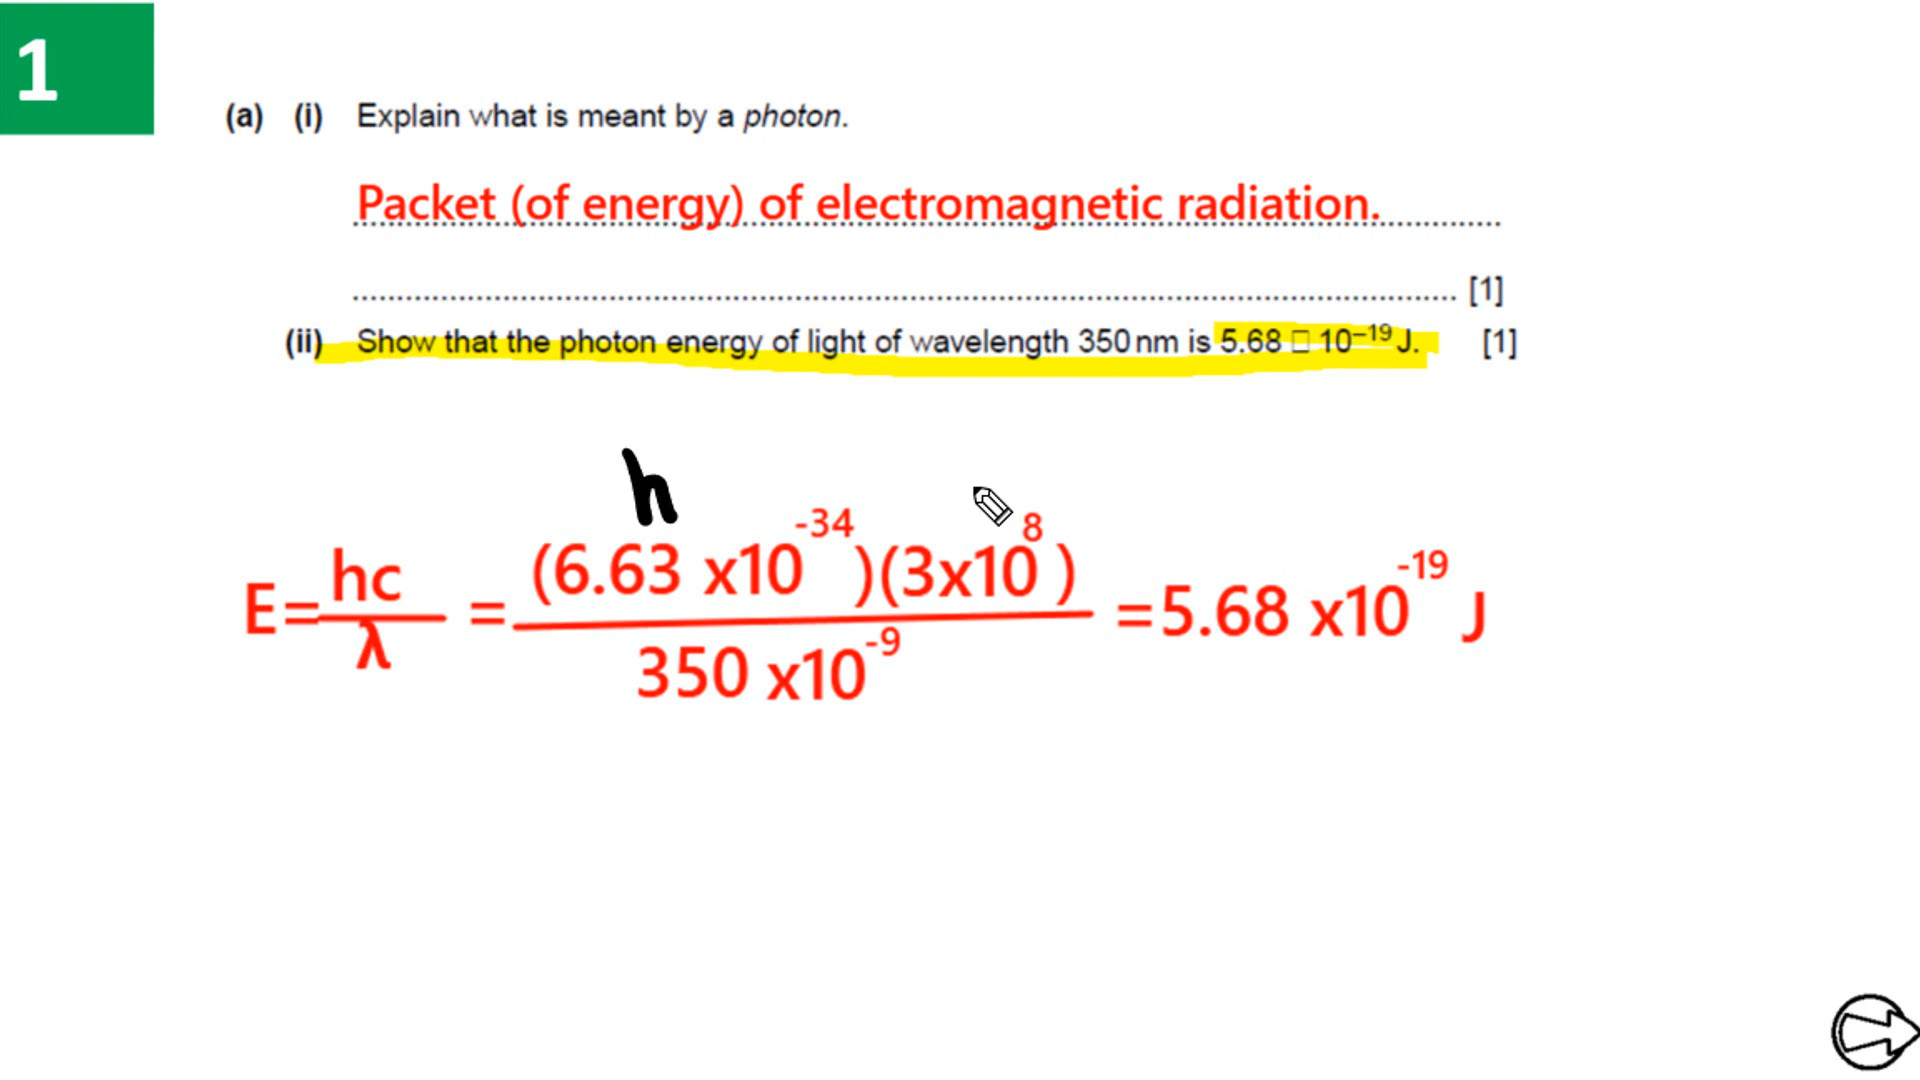 1
(a) (i) Explain what is meant by a photon.
Packet (of energy) of electromagnetic radiation.
[1]
(ii) Show that the photon energy of light of wavelength 350 nm is 5.68 □ 10⁻¹⁹ J. [1]
h
E = hc/λ = (6.63 x10⁻³⁴)(3x10⁸) / 350 x10⁻⁹ = 5.68 x10⁻¹⁹ J